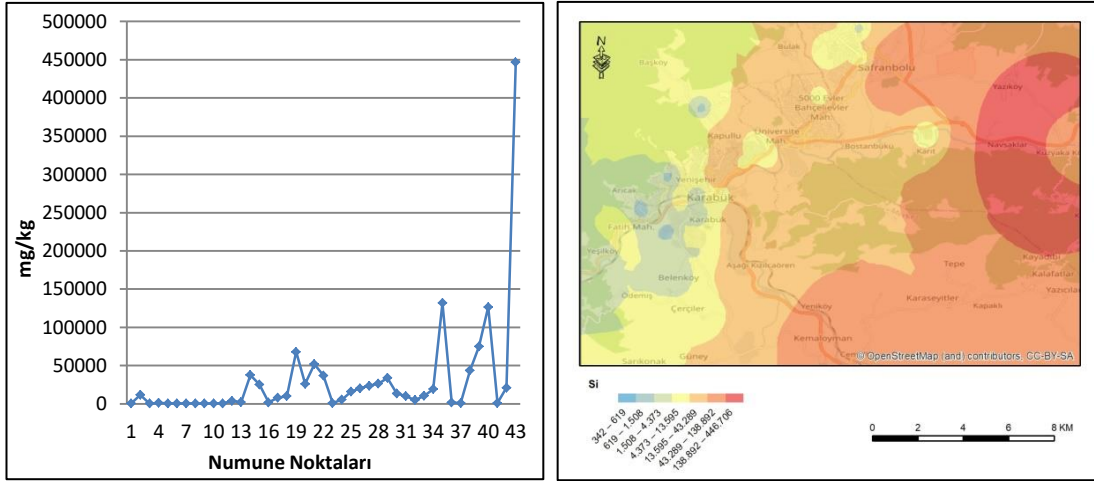 500000
450000
400000
350000
300000
250000
200000
150000
100000
50000
0
mg/kg
1 4 7 10 13 16 19 22 25 28 31 34 37 40 43
Numune Noktaları
N
Bulak
Başköy
Safranbolu
Yazıköy
5000 Evler
Bahçelievler
Mah.
Kapullu
Üniversite
Mah.
Bostanbükü
Navsaklar
Yenişehir
Karabük
Fatih Mah.
Karabük
Yeşilköy
Belenköy
Aşağı Kızılcaören
Tepe
Kayadibi
Kalafatlar
Ödemiş
Karaseyitler
Yazıcılar
Çerçiler
Yeniköy
Kapaklı
Kemaloyman
Sarıkonak
Güney
© OpenStreetMap (and) contributors, CC-BY-SA
Si
342 – 619
619 – 1.508
1.508 – 4.373
4.373 – 13.595
13.595 – 43.289
43.289 – 138.892
138.892 – 446.706
0 2 4 8 KM